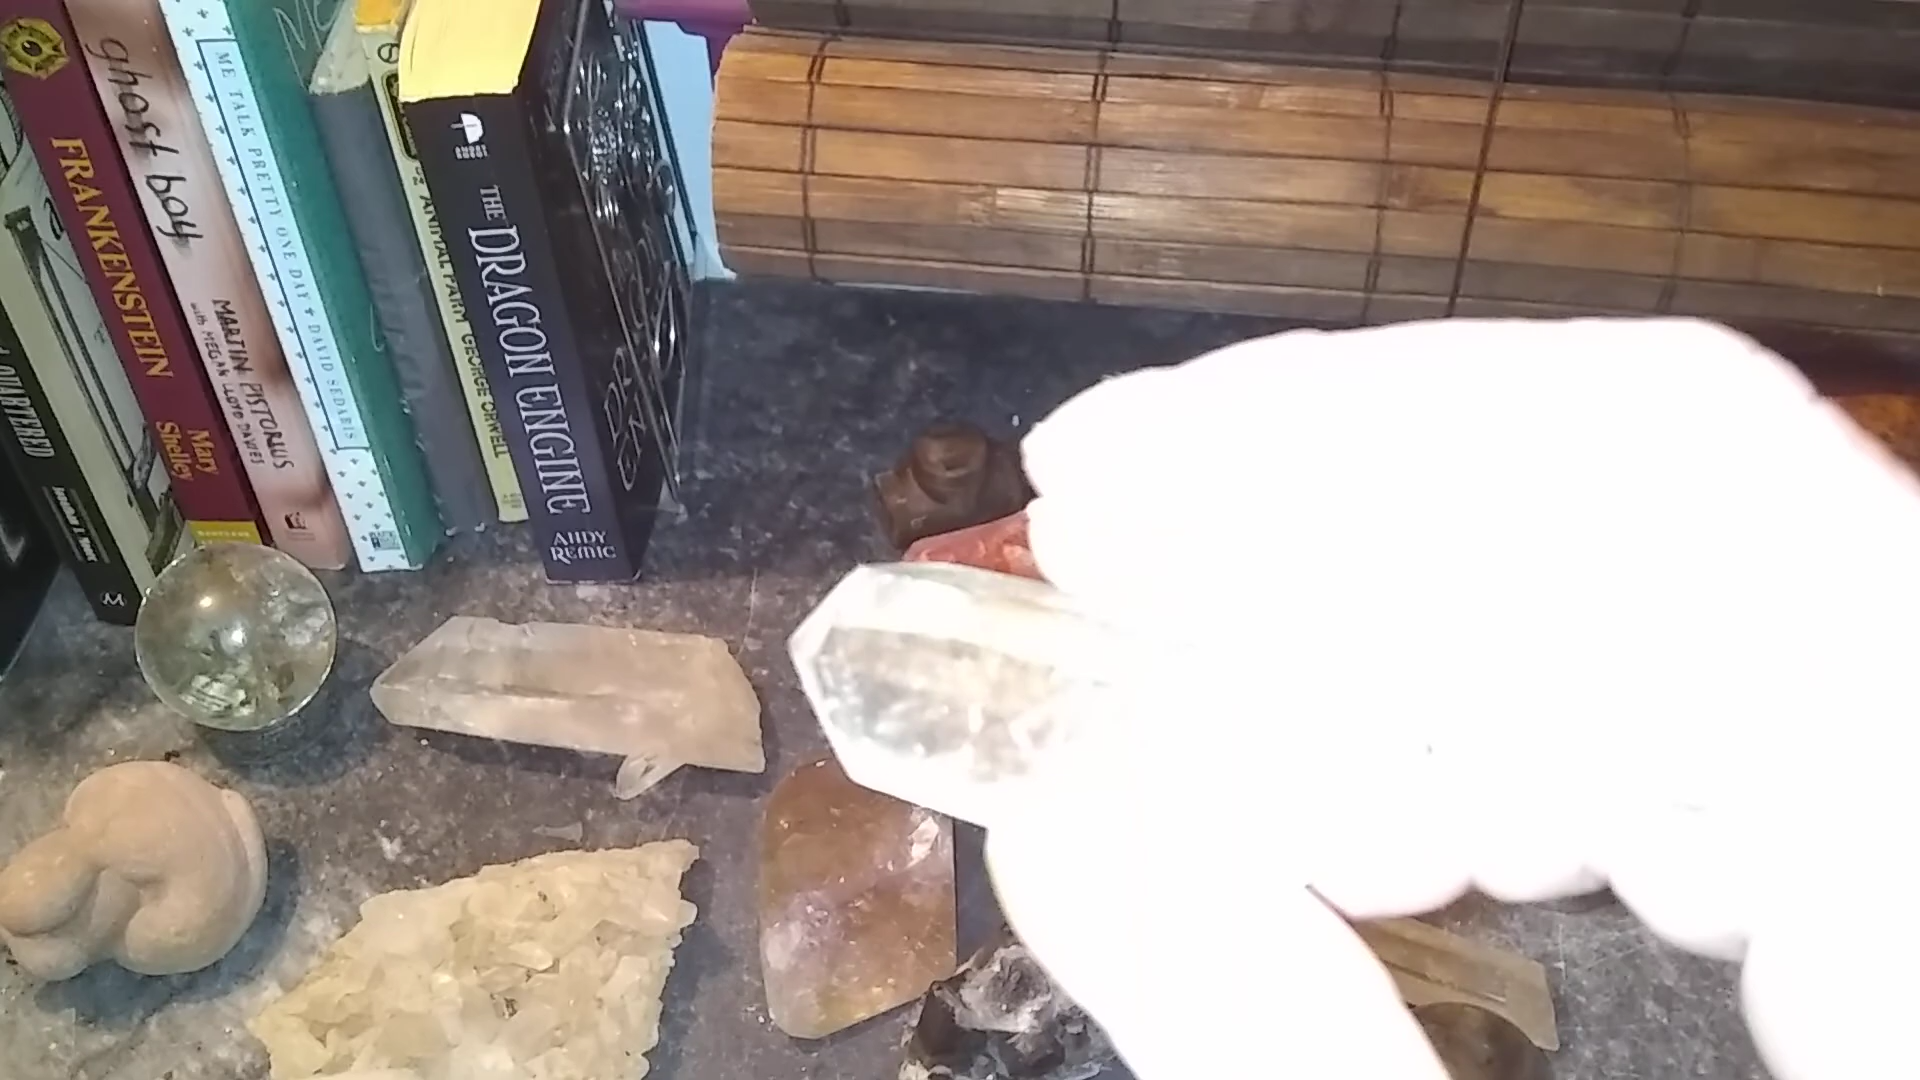 QUARTERED
FRANKENSTEIN
Mary
Shelley
ghost boy
MARTIN PISTORIUS
with MEGAN LLOYD DAVIES
ME TALK PRETTY ONE DAY ✦ DAVID SEDARIS
ANIMAL FARM GEORGE ORWELL
THE DRAGON ENGINE
ANDY
REMIC